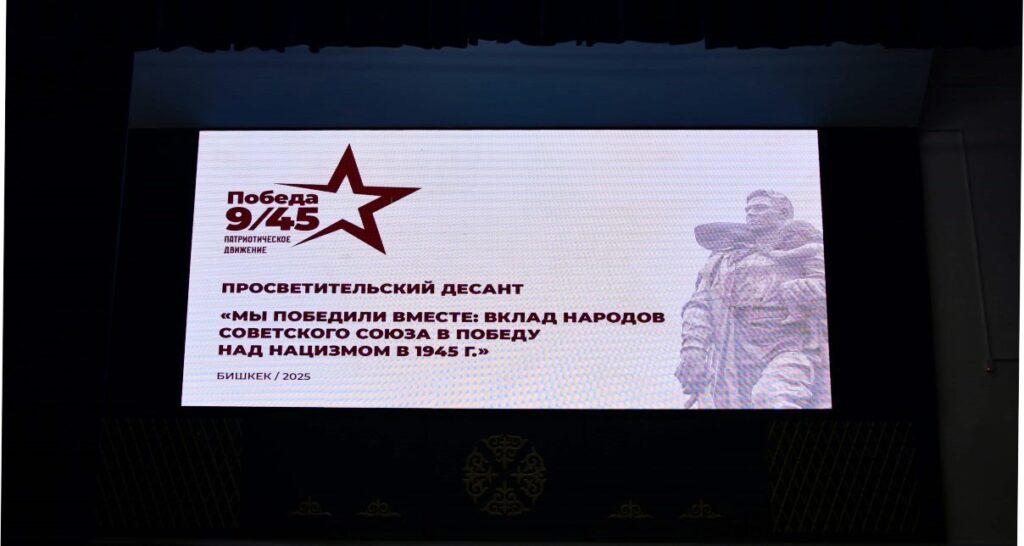 Победа
9/45
ПАТРИОТИЧЕСКОЕ
ДВИЖЕНИЕ
ПРОСВЕТИТЕЛЬСКИЙ ДЕСАНТ
«МЫ ПОБЕДИЛИ ВМЕСТЕ: ВКЛАД НАРОДОВ
СОВЕТСКОГО СОЮЗА В ПОБЕДУ
НАД НАЦИЗМОМ В 1945 Г.»
БИШКЕК / 2025